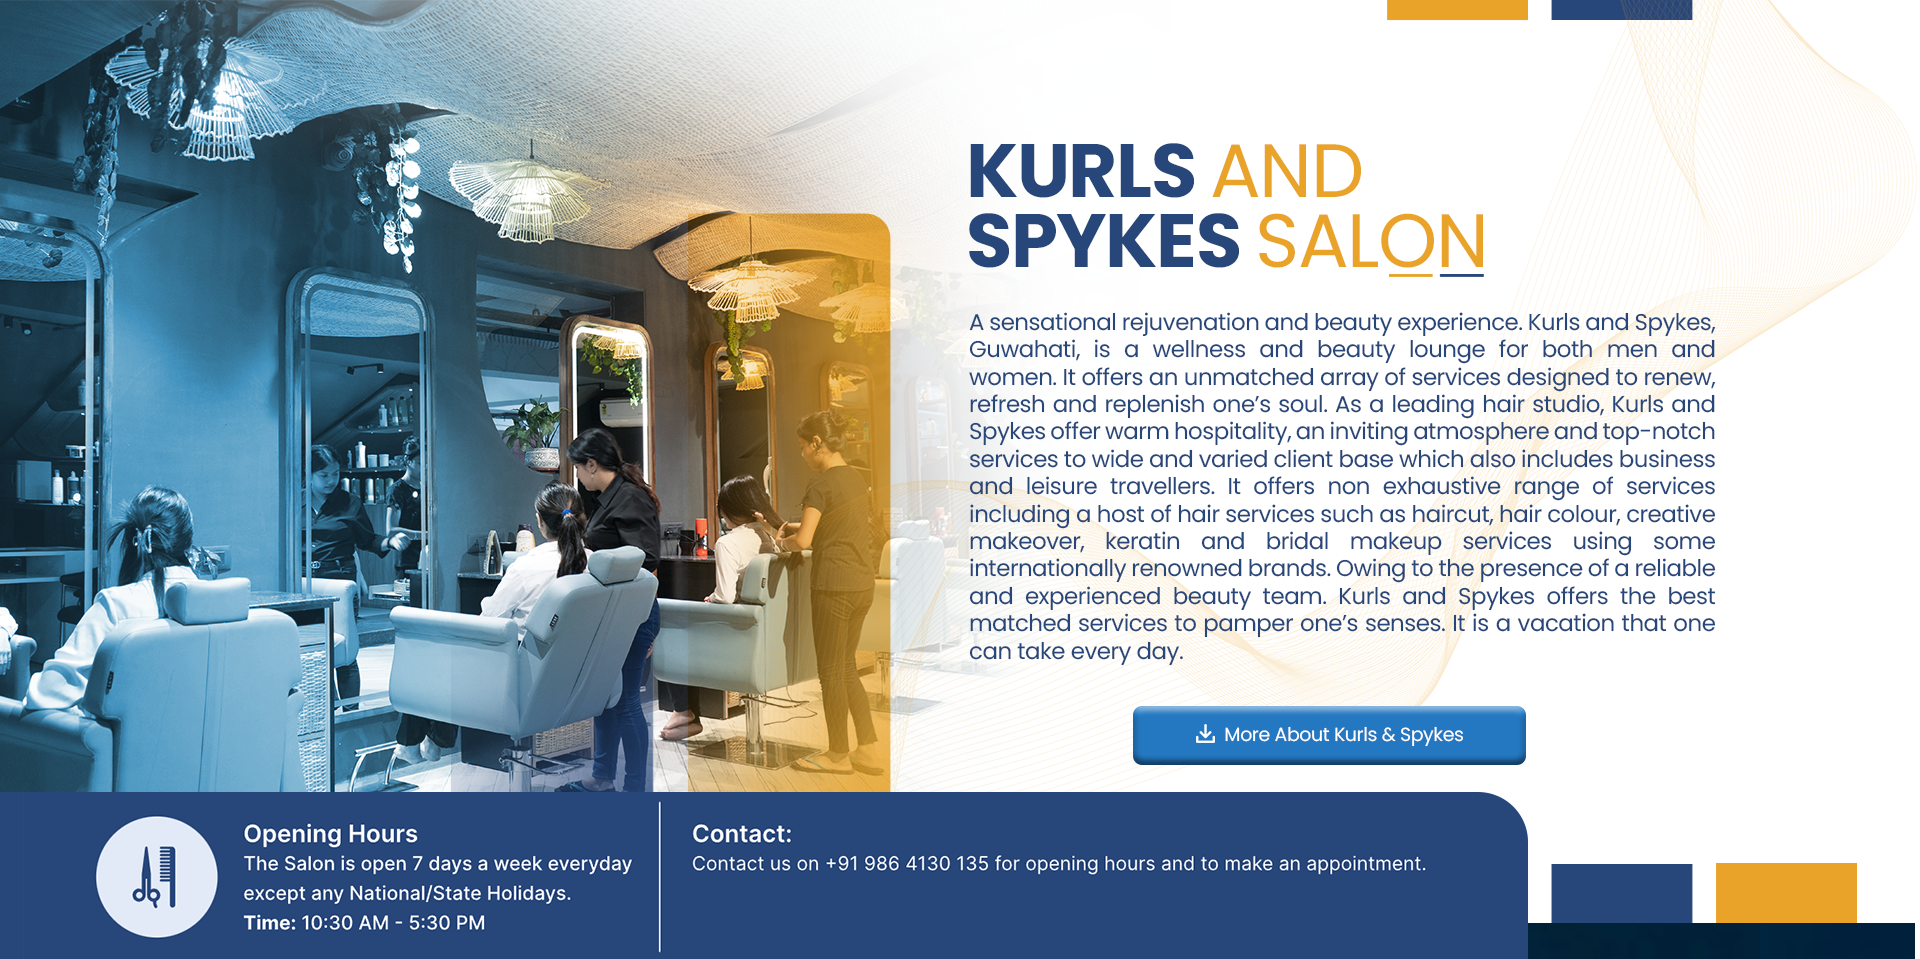 KURLS AND
SPYKES SALON
A sensational rejuvenation and beauty experience. Kurls and Spykes,
Guwahati, is a wellness and beauty lounge for both men and
women. It offers an unmatched array of services designed to renew,
refresh and replenish one’s soul. As a leading hair studio, Kurls and
Spykes offer warm hospitality, an inviting atmosphere and top-notch
services to wide and varied client base which also includes business
and leisure travellers. It offers non exhaustive range of services
including a host of hair services such as haircut, hair colour, creative
makeover, keratin and bridal makeup services using some
internationally renowned brands. Owing to the presence of a reliable
and experienced beauty team. Kurls and Spykes offers the best
matched services to pamper one’s senses. It is a vacation that one
can take every day.
More About Kurls & Spykes
Opening Hours
The Salon is open 7 days a week everyday
except any National/State Holidays.
Time: 10:30 AM - 5:30 PM
Contact:
Contact us on +91 986 4130 135 for opening hours and to make an appointment.